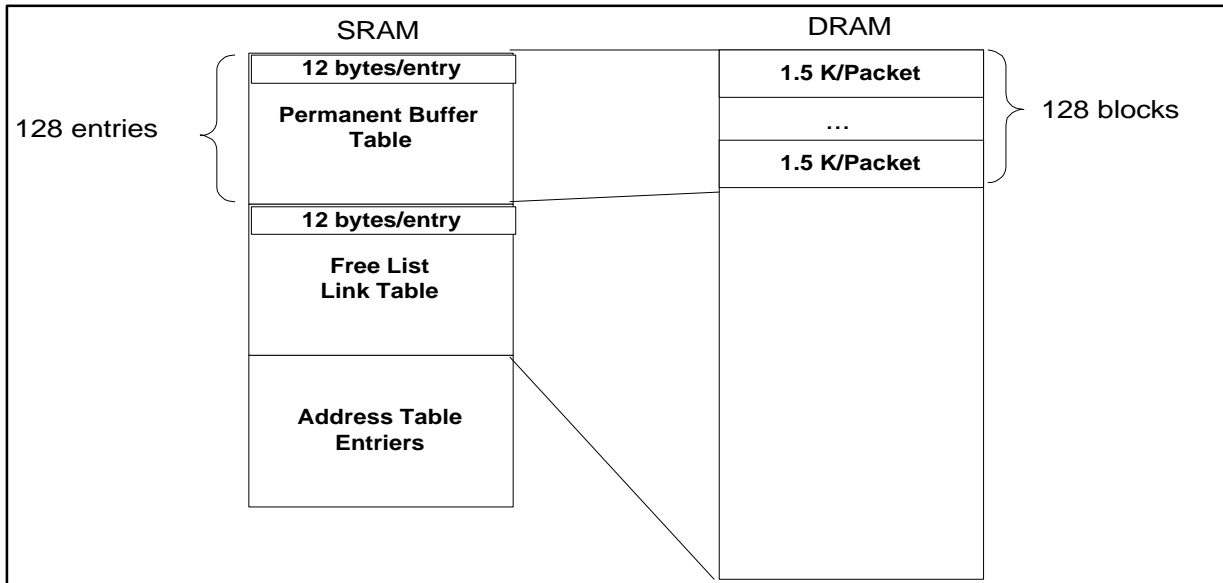 SRAM
DRAM
12 bytes/entry
1.5 K/Packet
128 entries
Permanent Buffer
Table
...
128 blocks
1.5 K/Packet
12 bytes/entry
Free List
Link Table
Address Table
Entriers